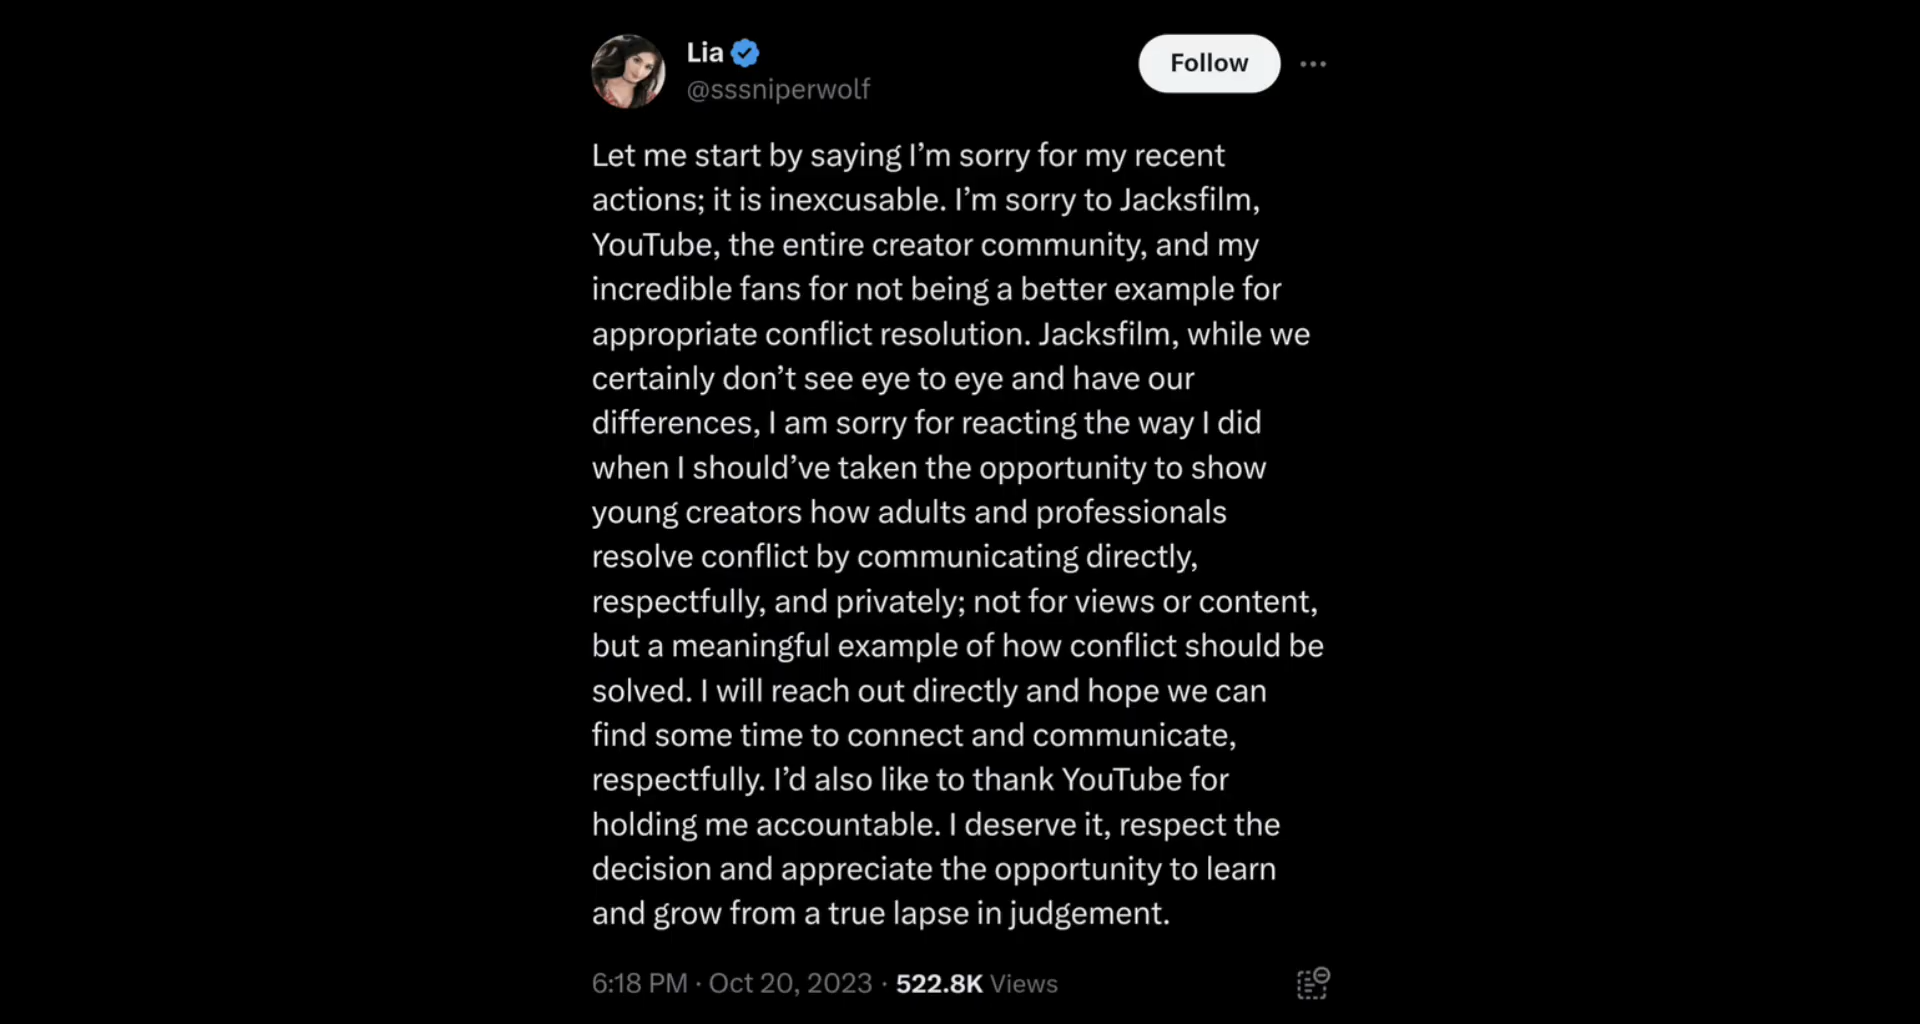 Lia
@sssniperwolf
Follow
Let me start by saying I’m sorry for my recent
actions; it is inexcusable. I’m sorry to Jacksfilm,
YouTube, the entire creator community, and my
incredible fans for not being a better example for
appropriate conflict resolution. Jacksfilm, while we
certainly don’t see eye to eye and have our
differences, I am sorry for reacting the way I did
when I should’ve taken the opportunity to show
young creators how adults and professionals
resolve conflict by communicating directly,
respectfully, and privately; not for views or content,
but a meaningful example of how conflict should be
solved. I will reach out directly and hope we can
find some time to connect and communicate,
respectfully. I’d also like to thank YouTube for
holding me accountable. I deserve it, respect the
decision and appreciate the opportunity to learn
and grow from a true lapse in judgement.
6:18 PM · Oct 20, 2023 · 522.8K Views